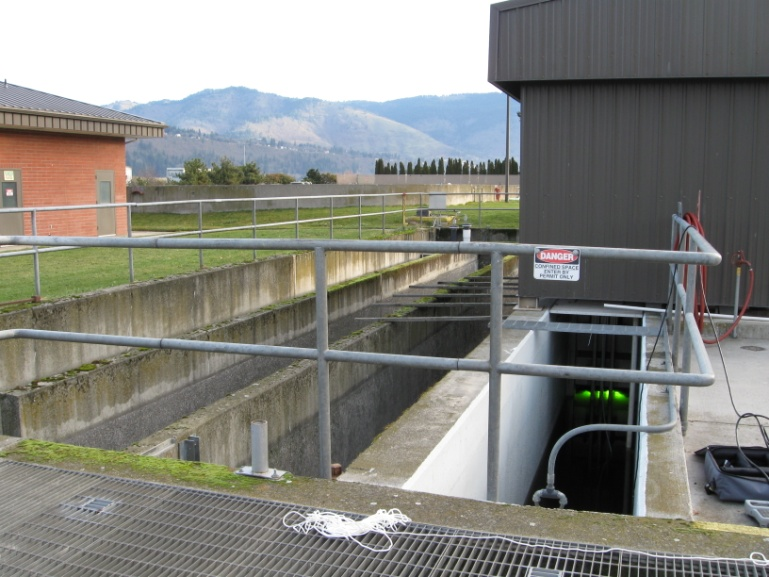 DANGER
CONFINED SPACE
ENTER BY
PERMIT ONLY